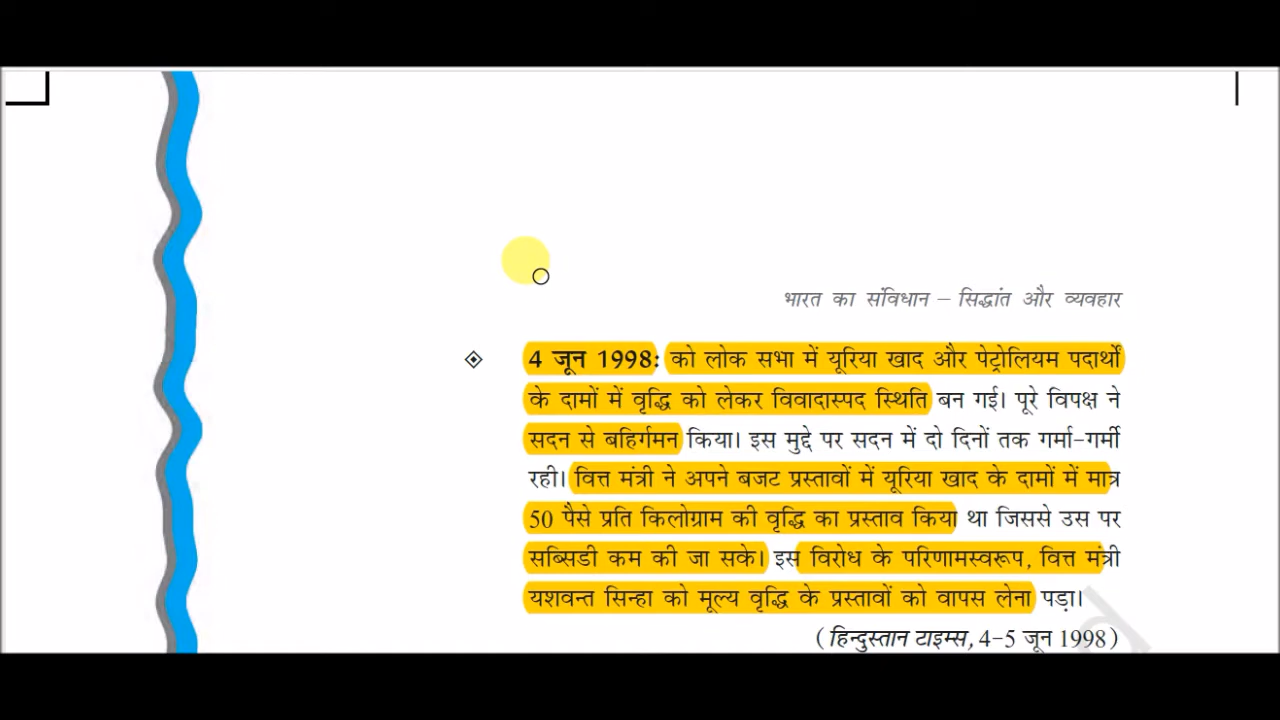 भारत का संविधान – सिद्धांत और व्यवहार
4 जून 1998: को लोक सभा में यूरिया खाद और पेट्रोलियम पदार्थों
के दामों में वृद्धि को लेकर विवादास्पद स्थिति बन गई। पूरे विपक्ष ने
सदन से बहिर्गमन किया। इस मुद्दे पर सदन में दो दिनों तक गर्मा-गर्मी
रही। वित्त मंत्री ने अपने बजट प्रस्तावों में यूरिया खाद के दामों में मात्र
50 पैसे प्रति किलोग्राम की वृद्धि का प्रस्ताव किया था जिससे उस पर
सब्सिडी कम की जा सके। इस विरोध के परिणामस्वरूप, वित्त मंत्री
यशवन्त सिन्हा को मूल्य वृद्धि के प्रस्तावों को वापस लेना पड़ा।
(हिन्दुस्तान टाइम्स, 4-5 जून 1998)